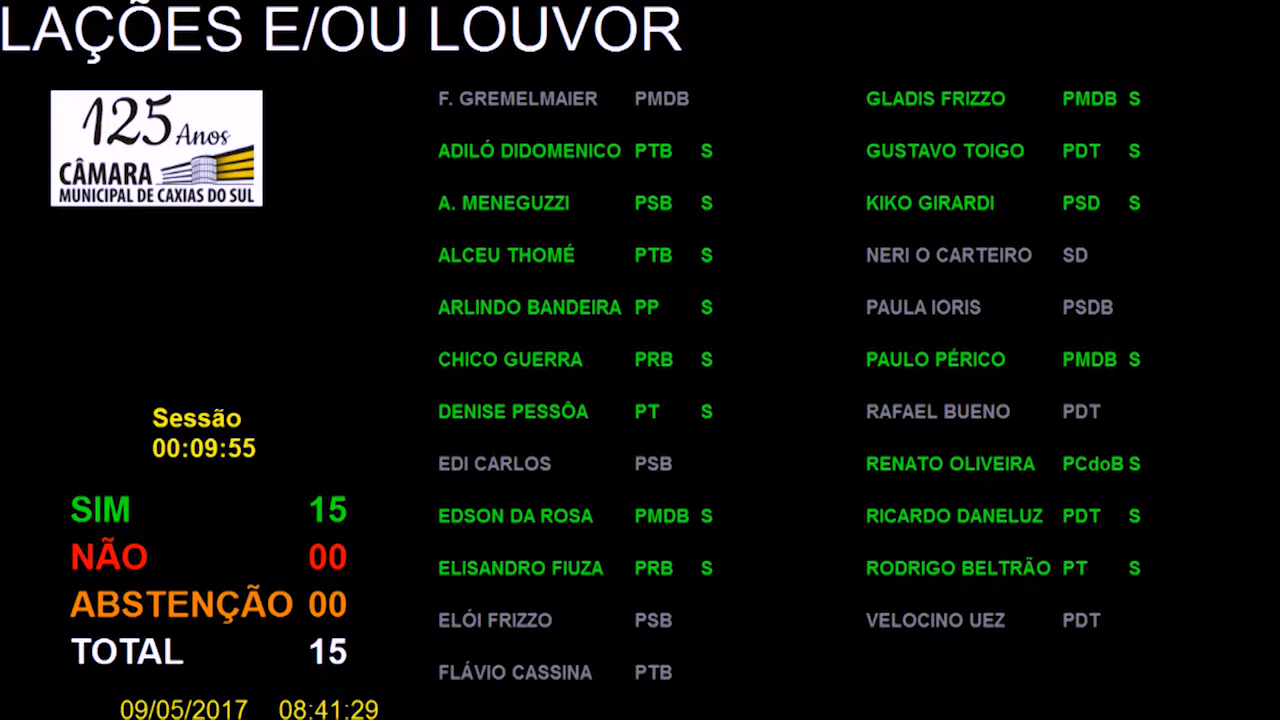 LAÇÕES E/OU LOUVOR
125 Anos
CÂMARA
MUNICIPAL DE CAXIAS DO SUL
Sessão
00:09:55
SIM 15
NÃO 00
ABSTENÇÃO 00
TOTAL 15
09/05/2017 08:41:29
F. GREMELMAIER PMDB
ADILÓ DIDOMENICO PTB S
A. MENEGUZZI PSB S
ALCEU THOMÉ PTB S
ARLINDO BANDEIRA PP S
CHICO GUERRA PRB S
DENISE PESSÔA PT S
EDI CARLOS PSB
EDSON DA ROSA PMDB S
ELISANDRO FIUZA PRB S
ELÓI FRIZZO PSB
FLÁVIO CASSINA PTB
GLADIS FRIZZO PMDB S
GUSTAVO TOIGO PDT S
KIKO GIRARDI PSD S
NERI O CARTEIRO SD
PAULA IORIS PSDB
PAULO PÉRICO PMDB S
RAFAEL BUENO PDT
RENATO OLIVEIRA PCdoB S
RICARDO DANELUZ PDT S
RODRIGO BELTRÃO PT S
VELOCINO UEZ PDT